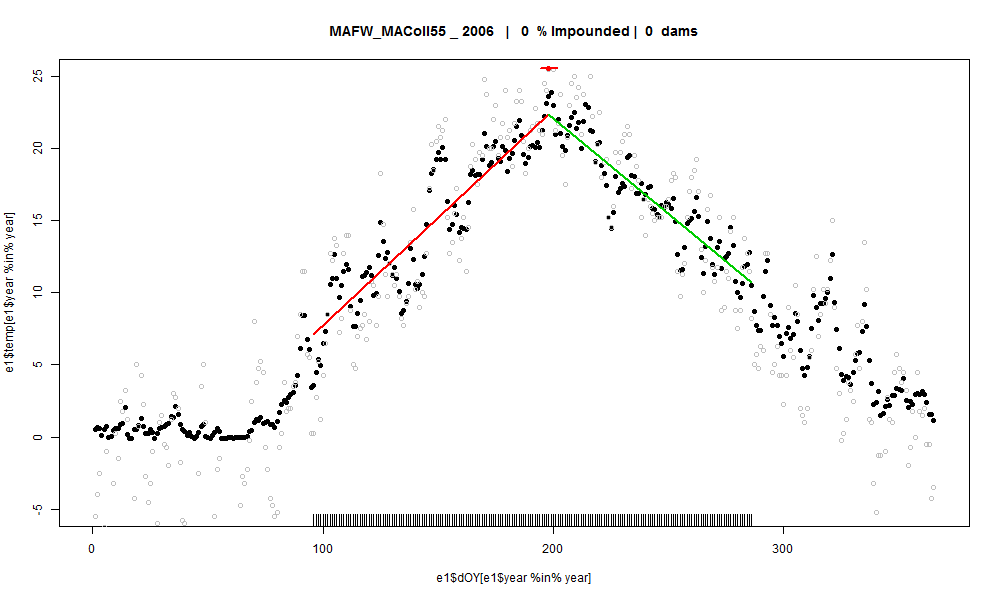 MAFW_MAColl55 _ 2006 | 0 % Impounded | 0 dams
25
20
15
10
5
0
-5
e1$temp[e1$year %in% year]
0 100 200 300
e1$dOY[e1$year %in% year]